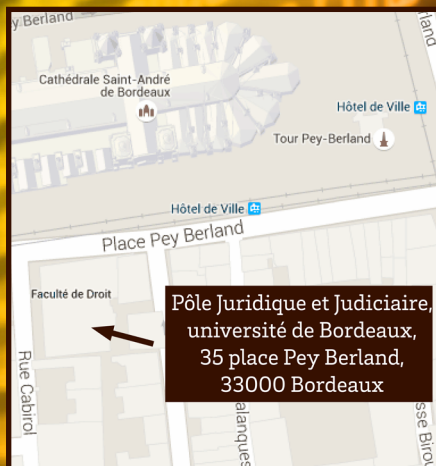 y Berland
Cathédrale Saint-André
de Bordeaux
Hôtel de Ville
Tour Pey-Berland
Hôtel de Ville
Place Pey Berland
Faculté de Droit
Pôle Juridique et Judiciaire,
université de Bordeaux,
35 place Pey Berland,
33000 Bordeaux
Rue Cabirol
alanques
sse Birou
rland